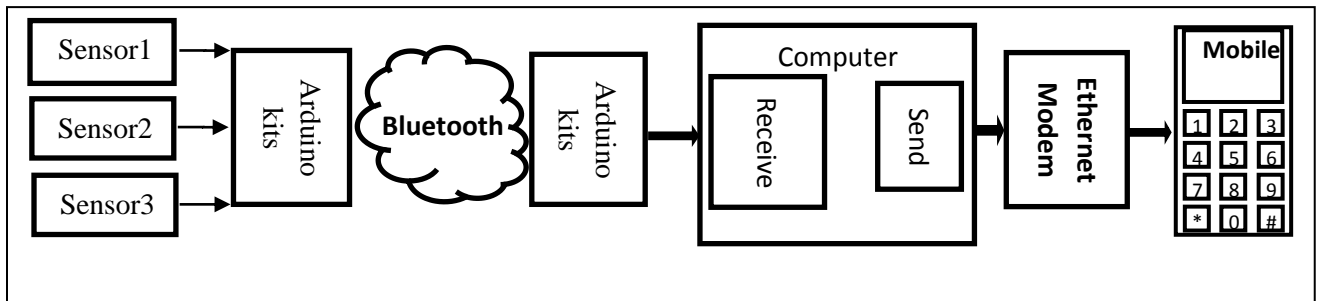 Sensor1
Sensor2
Sensor3
Arduino
kits
Bluetooth
Arduino
kits
Computer
Receive
Send
Ethernet
Modem
Mobile
1 2 3
4 5 6
7 8 9
* 0 #